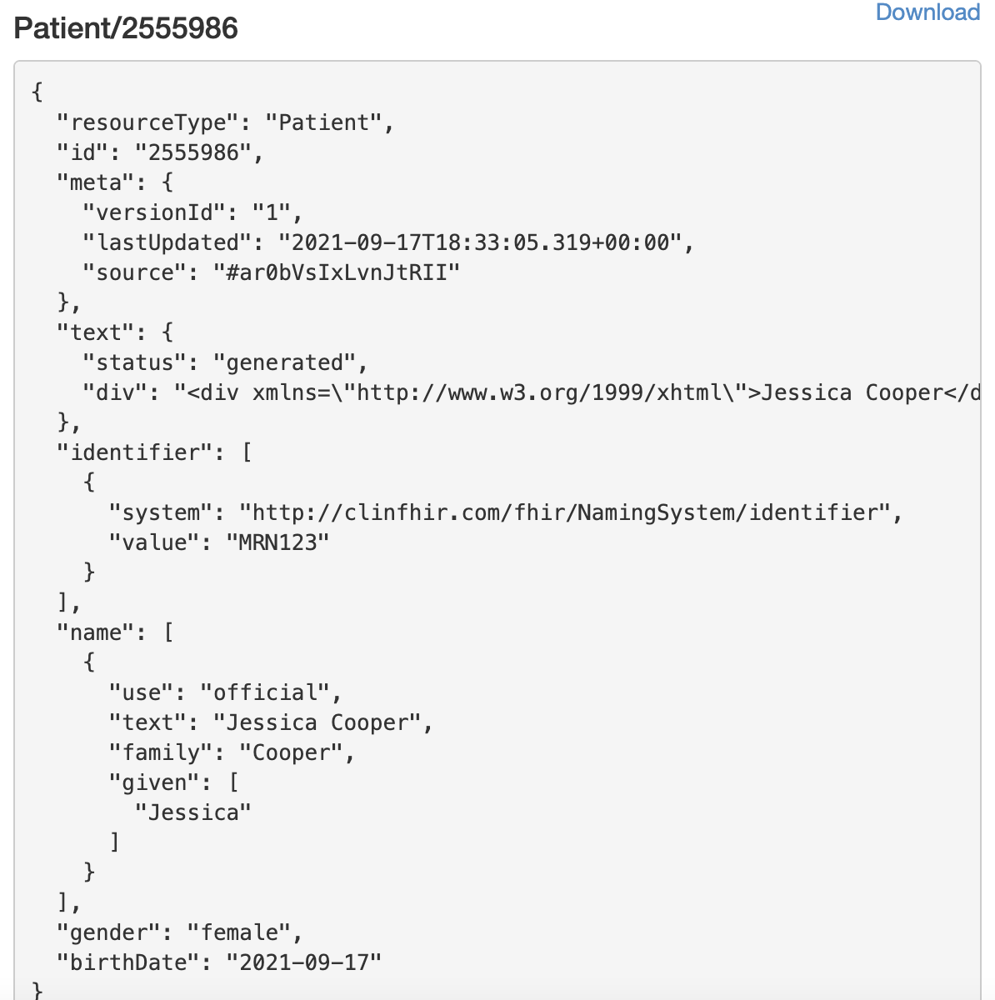 Patient/2555986
Download
{
  "resourceType": "Patient",
  "id": "2555986",
  "meta": {
    "versionId": "1",
    "lastUpdated": "2021-09-17T18:33:05.319+00:00",
    "source": "#ar0bVsIxLvnJtRII"
  },
  "text": {
    "status": "generated",
    "div": "<div xmlns=\"http://www.w3.org/1999/xhtml\">Jessica Cooper</d
  },
  "identifier": [
    {
      "system": "http://clinfhir.com/fhir/NamingSystem/identifier",
      "value": "MRN123"
    }
  ],
  "name": [
    {
      "use": "official",
      "text": "Jessica Cooper",
      "family": "Cooper",
      "given": [
        "Jessica"
      ]
    }
  ],
  "gender": "female",
  "birthDate": "2021-09-17"
}